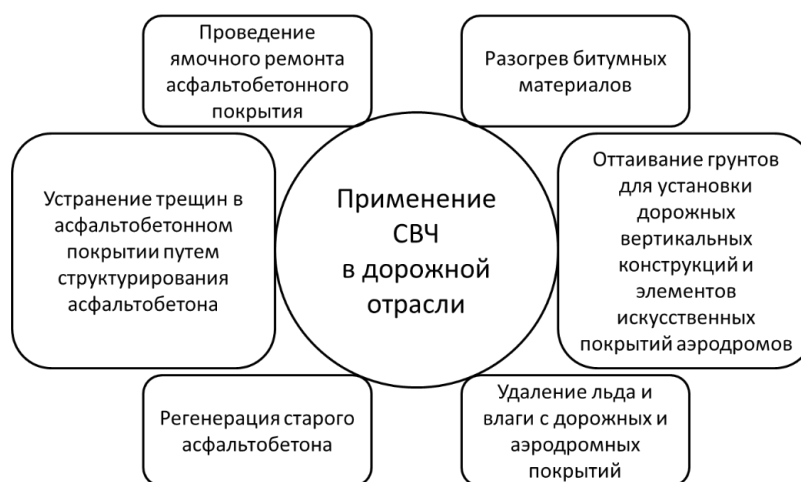 Проведение
ямочного ремонта
асфальтобетонного
покрытия
Разогрев битумных
материалов
Устранение трещин в
асфальтобетонном
покрытии путем
структурирования
асфальтобетона
Применение
СВЧ
в дорожной
отрасли
Оттаивание грунтов
для установки
дорожных
вертикальных
конструкций и
элементов
искусственных
покрытий аэродромов
Регенерация старого
асфальтобетона
Удаление льда и
влаги с дорожных и
аэродромных
покрытий